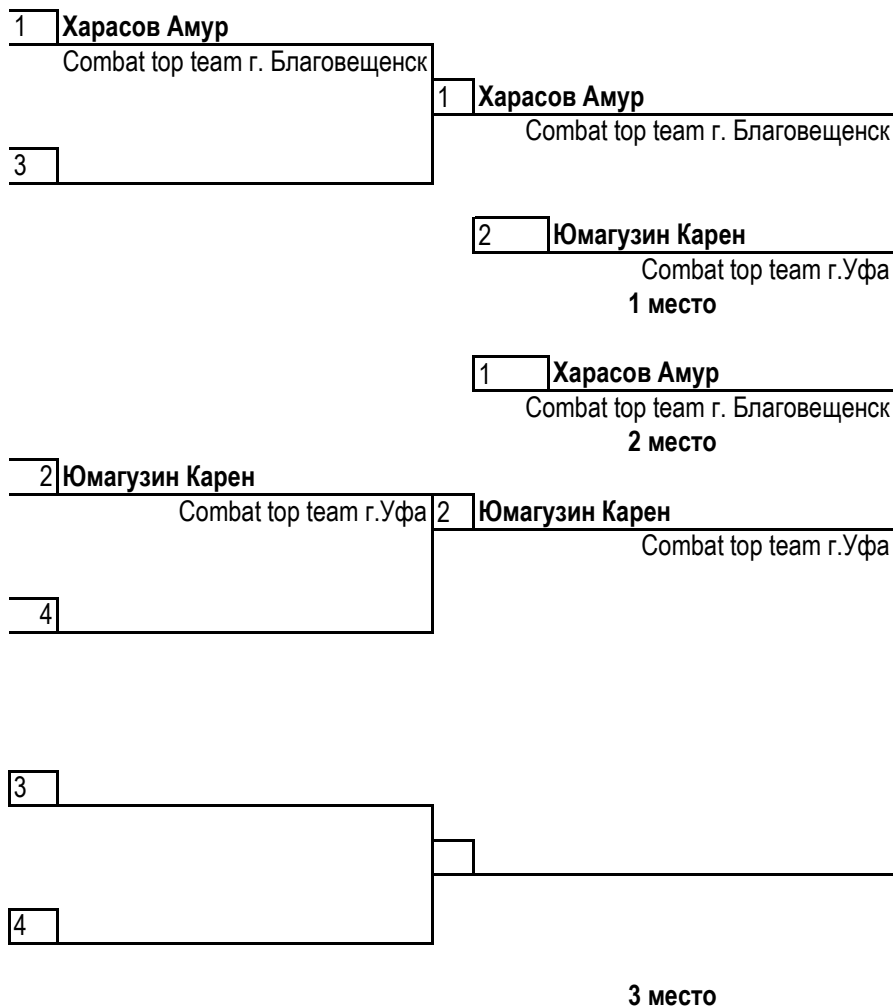 1 Харасов Амур
Combat top team г. Благовещенск
1 Харасов Амур
Combat top team г. Благовещенск
3
2 Юмагузин Карен
Combat top team г.Уфа
1 место
1 Харасов Амур
Combat top team г. Благовещенск
2 место
2 Юмагузин Карен
Combat top team г.Уфа
2 Юмагузин Карен
Combat top team г.Уфа
4
3
4
3 место